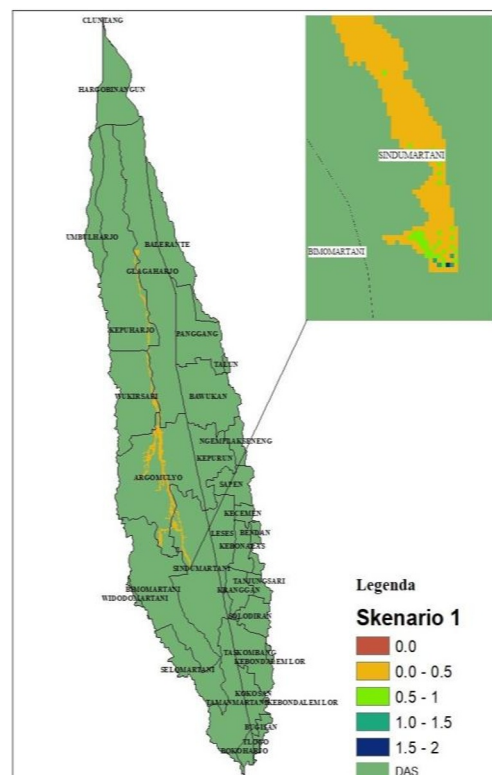 CLUNTANG
HARGOBINANGUN
UMBULHARJO
BALERANTE
GLAGAHARJO
KEPUHARJO
PANGGANG
TALUN
WUKIRSARI
BAWUKAN
NGEMPLAKSENENG
KEPURUN
ARGOMULYO
SAPEN
KECEMEN
LESES
BENDAN
KEBONALAS
SINDUMARTANI
TANJUNGSARI
BIMOMARTANI
KRANGGAN
WIDODOMARTANI
SOLODIRAN
TASKOMBANG
KEBONDALEM LOR
SELOMARTANI
KOKOSAN
TAMANMARTANI
KEBONDALEM LOR
BUGISAN
TLOGO
BOKOHARJO
SINDUMARTANI
BIMOMARTANI
Legenda
Skenario 1
0.0
0.0 - 0.5
0.5 - 1
1.0 - 1.5
1.5 - 2
DAS